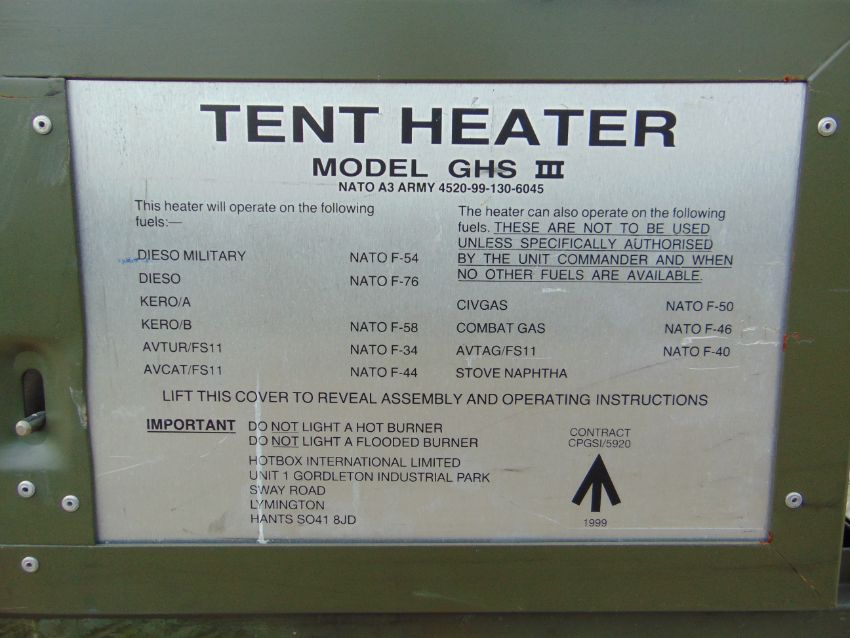 TENT HEATER
MODEL GHS III
NATO A3 ARMY 4520-99-130-6045
This heater will operate on the following
fuels:—
DIESO MILITARY NATO F-54
DIESO NATO F-76
KERO/A
KERO/B NATO F-58
AVTUR/FS11 NATO F-34
AVCAT/FS11 NATO F-44
The heater can also operate on the following
fuels. THESE ARE NOT TO BE USED
UNLESS SPECIFICALLY AUTHORISED
BY THE UNIT COMMANDER AND WHEN
NO OTHER FUELS ARE AVAILABLE.
CIVGAS NATO F-50
COMBAT GAS NATO F-46
AVTAG/FS11 NATO F-40
STOVE NAPHTHA
LIFT THIS COVER TO REVEAL ASSEMBLY AND OPERATING INSTRUCTIONS
IMPORTANT DO NOT LIGHT A HOT BURNER
DO NOT LIGHT A FLOODED BURNER
HOTBOX INTERNATIONAL LIMITED
UNIT 1 GORDLETON INDUSTRIAL PARK
SWAY ROAD
LYMINGTON
HANTS SO41 8JD
CONTRACT
CPGSI/5920
1999